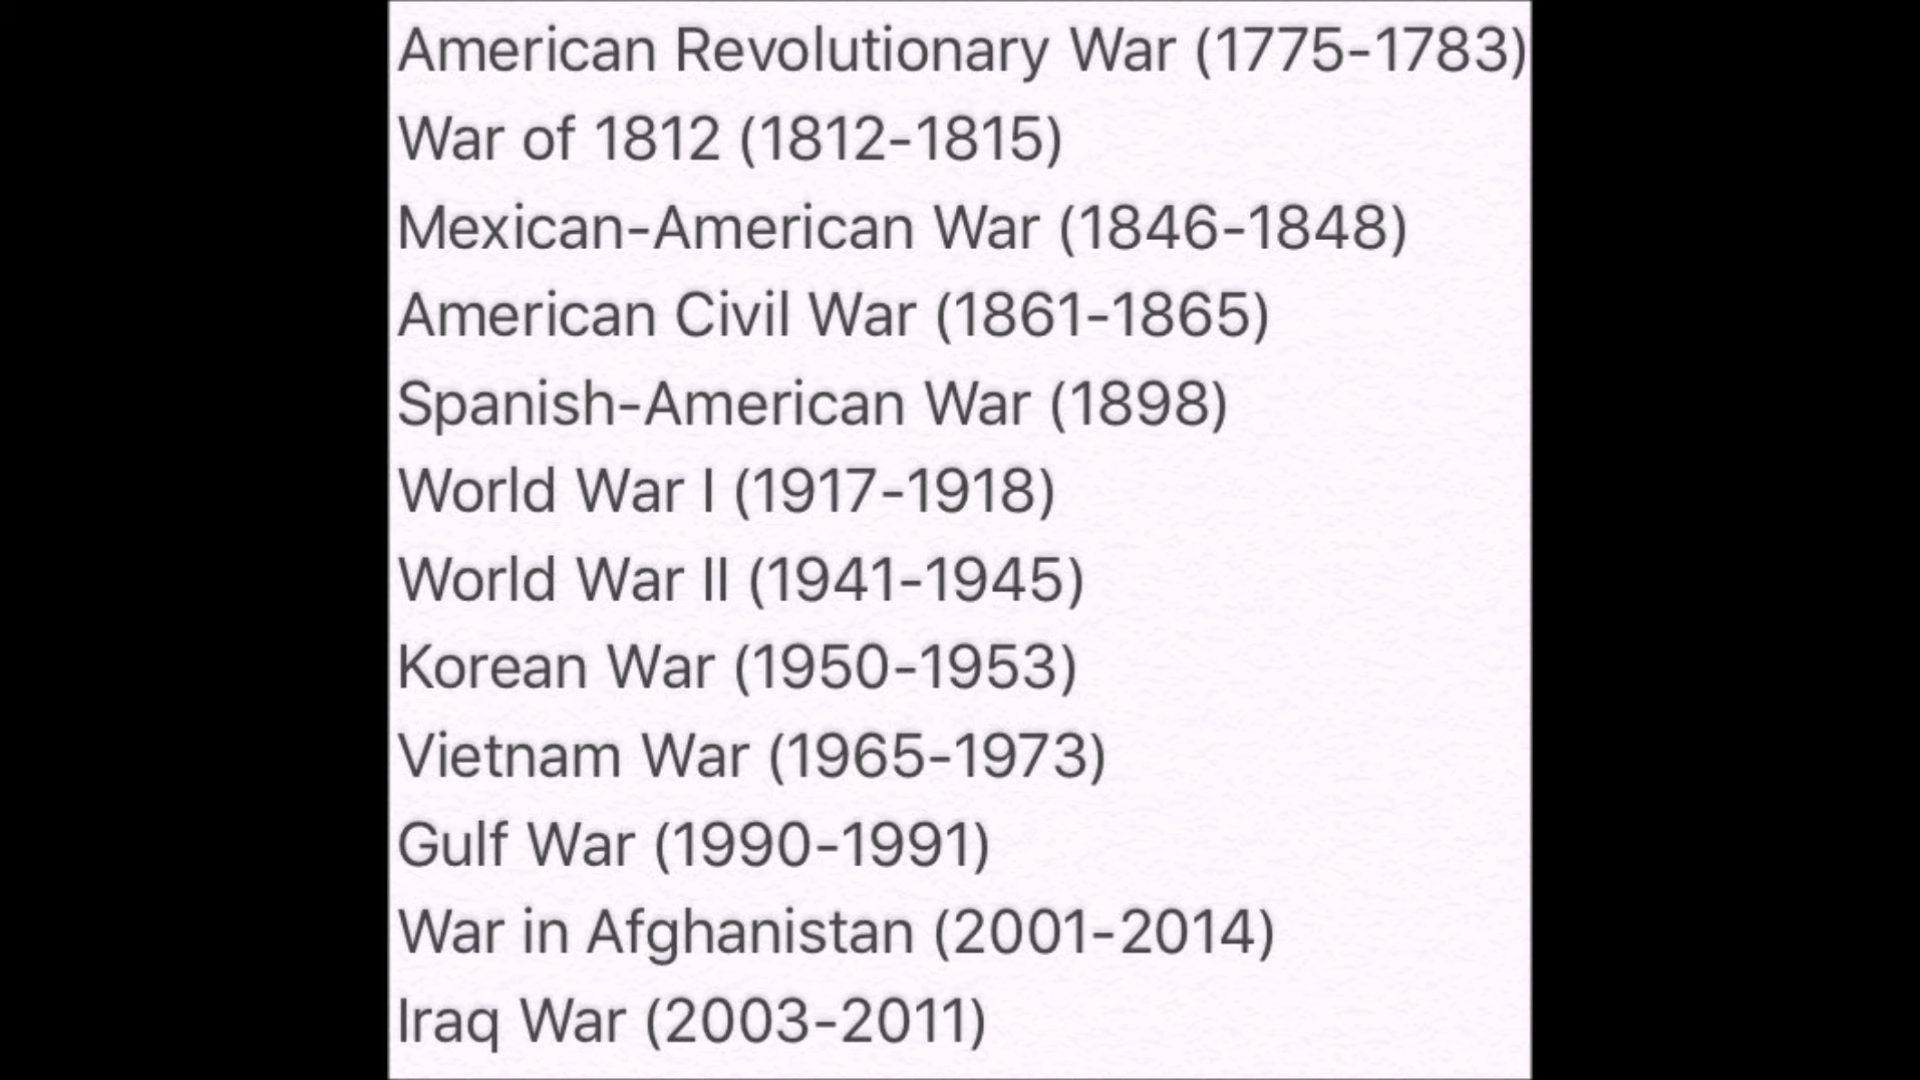 American Revolutionary War (1775-1783)
War of 1812 (1812-1815)
Mexican-American War (1846-1848)
American Civil War (1861-1865)
Spanish-American War (1898)
World War I (1917-1918)
World War II (1941-1945)
Korean War (1950-1953)
Vietnam War (1965-1973)
Gulf War (1990-1991)
War in Afghanistan (2001-2014)
Iraq War (2003-2011)